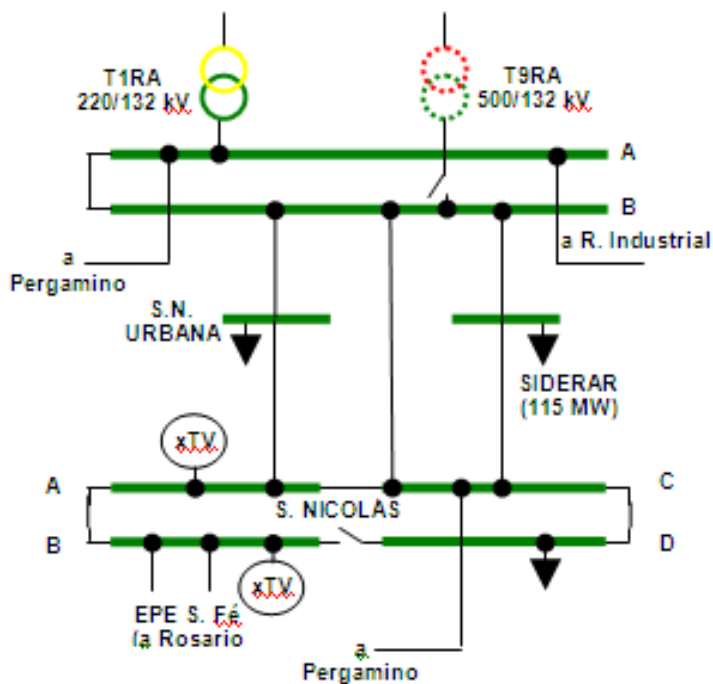 T1RA
220/132 kV
T9RA
500/132 kV
A
B
a
Pergamino
a R. Industrial
S.N.
URBANA
SIDERAR
(115 MW)
xTV
A
C
S. NICOLÁS
B
D
xTV
EPE S. Fé
(a Rosario
a
Pergamino